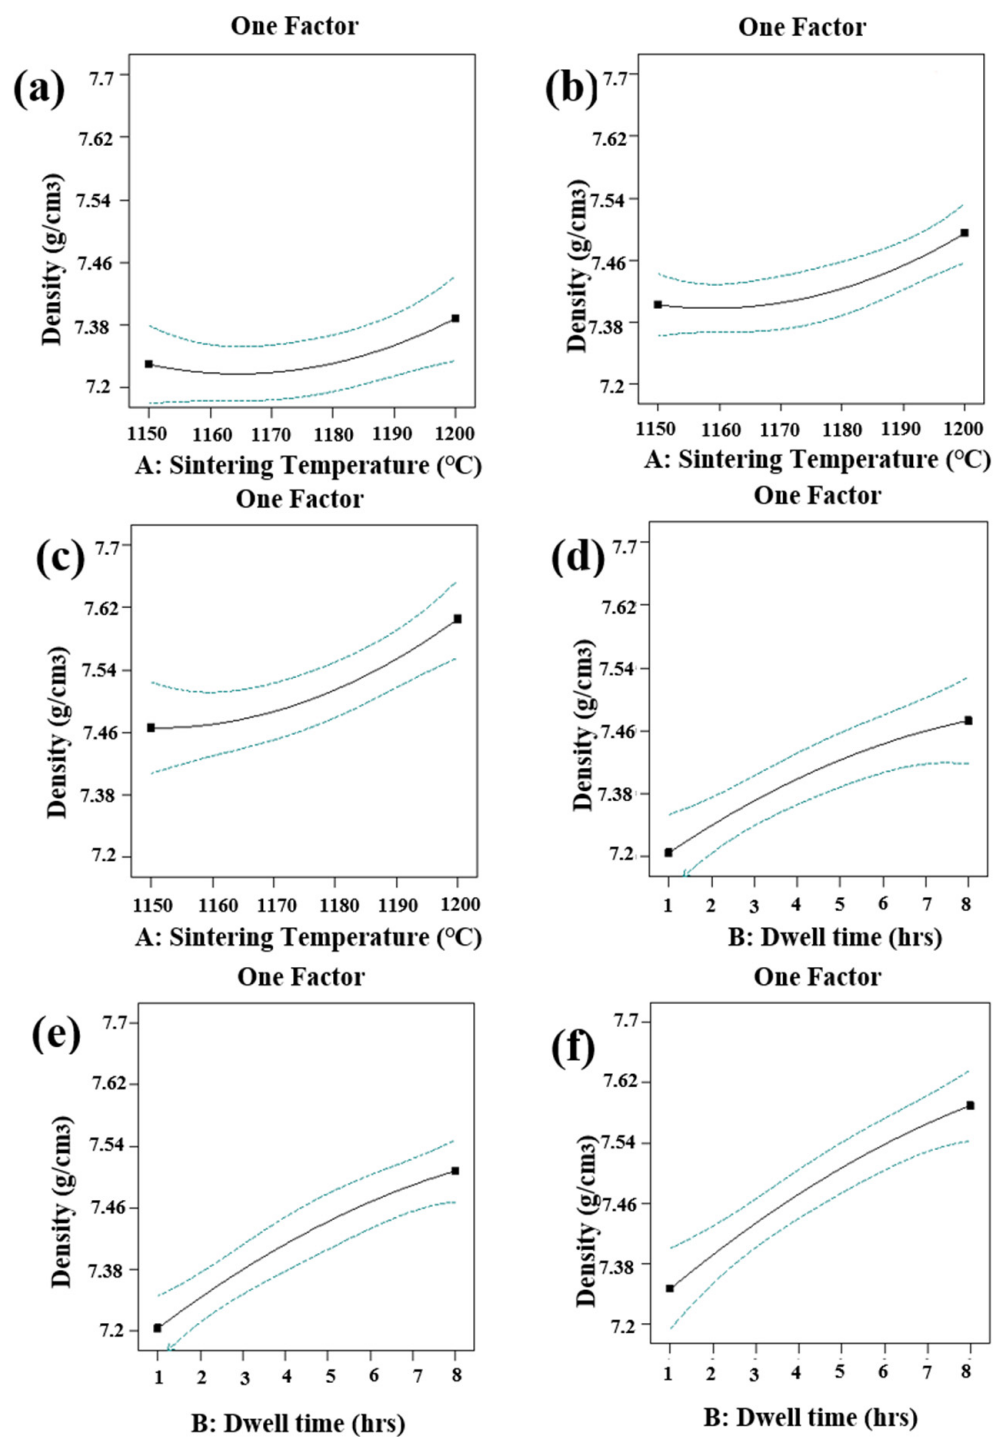 One Factor
(a)
7.7
7.62
7.54
7.46
7.38
7.2
Density (g/cm3)
1150 1160 1170 1180 1190 1200
A: Sintering Temperature (°C)
One Factor
(b)
7.7
7.62
7.54
7.46
7.38
7.2
Density (g/cm3)
1150 1160 1170 1180 1190 1200
A: Sintering Temperature (°C)
One Factor
(c)
7.7
7.62
7.54
7.46
7.38
7.2
Density (g/cm3)
1150 1160 1170 1180 1190 1200
A: Sintering Temperature (°C)
One Factor
(d)
7.7
7.62
7.54
7.46
7.38
7.2
Density (g/cm3)
1 2 3 4 5 6 7 8
B: Dwell time (hrs)
One Factor
(e)
7.7
7.62
7.54
7.46
7.38
7.2
Density (g/cm3)
1 2 3 4 5 6 7 8
B: Dwell time (hrs)
One Factor
(f)
7.7
7.62
7.54
7.46
7.38
7.2
Density (g/cm3)
1 2 3 4 5 6 7 8
B: Dwell time (hrs)